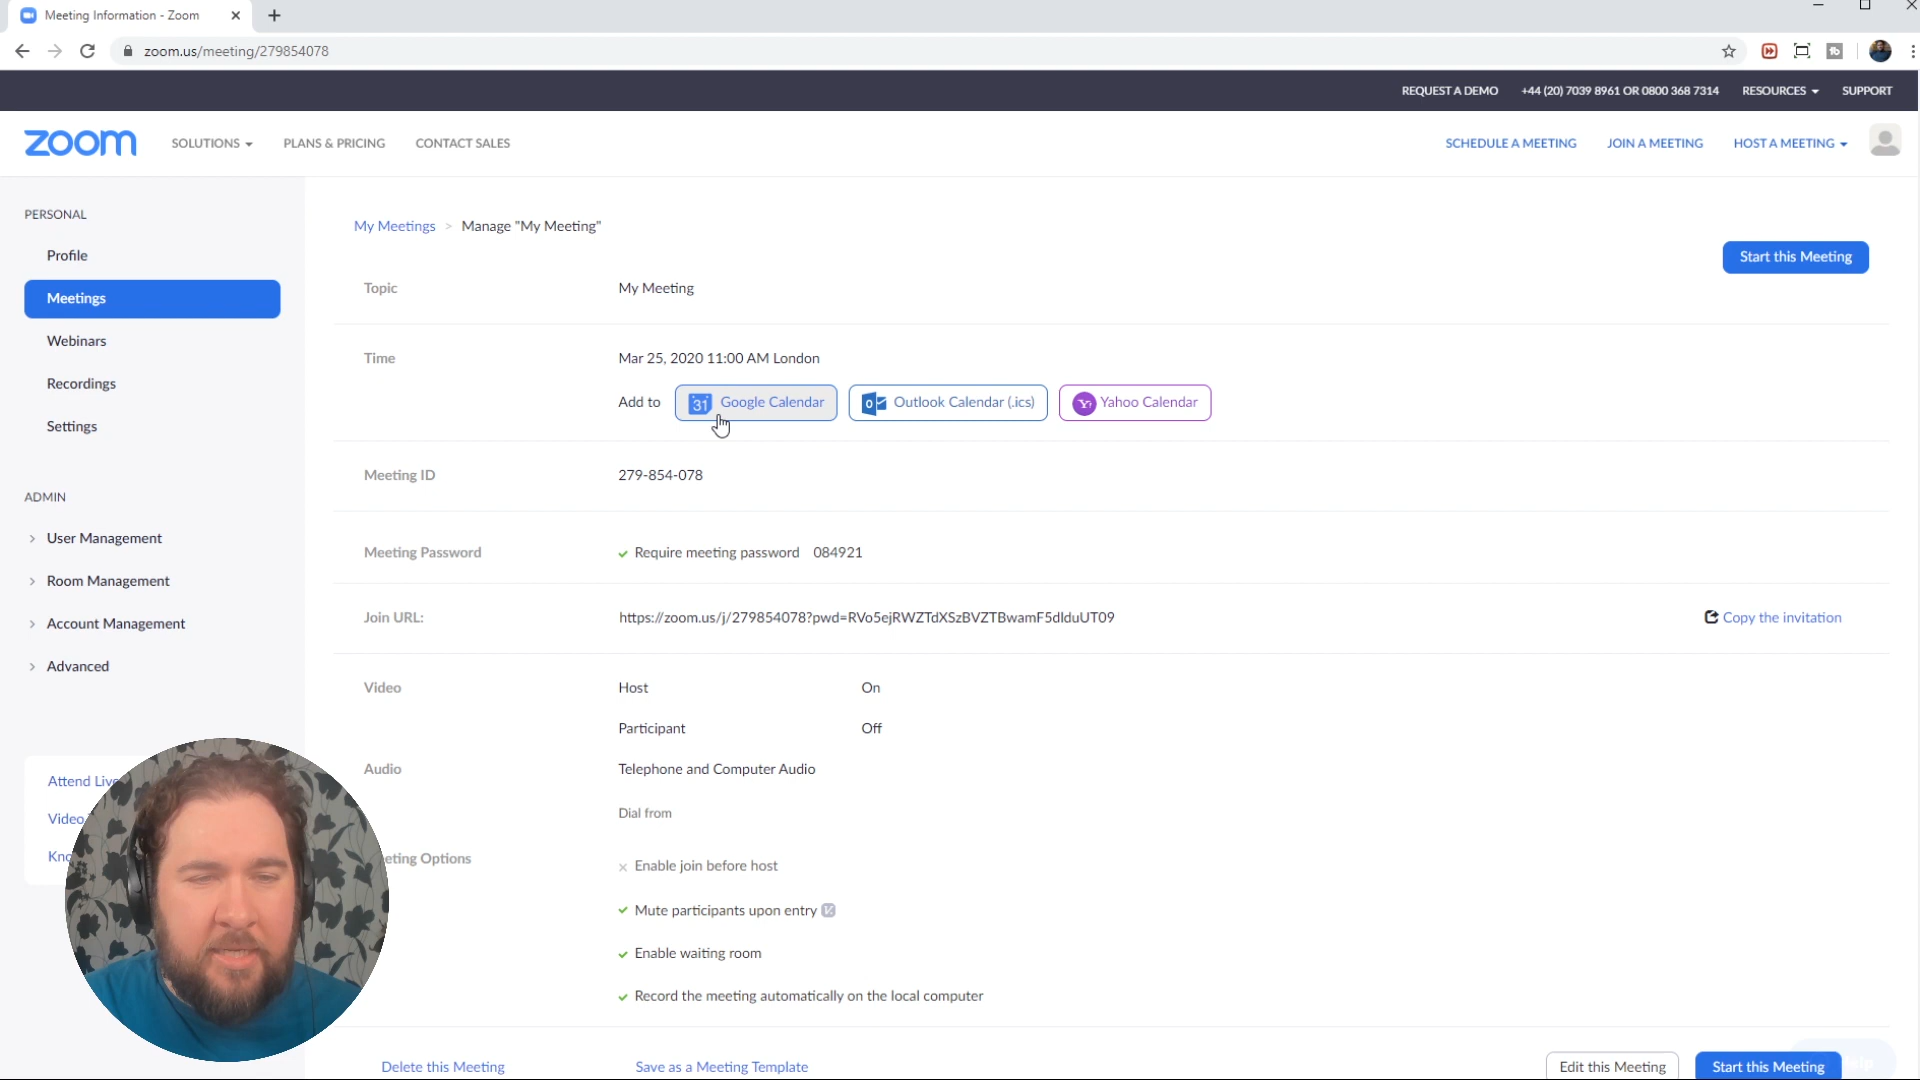 Meeting Information - Zoom
zoom.us/meeting/279854078
REQUEST A DEMO +44 (20) 7039 8961 OR 0800 368 7314 RESOURCES SUPPORT
zoom SOLUTIONS PLANS & PRICING CONTACT SALES SCHEDULE A MEETING JOIN A MEETING HOST A MEETING
PERSONAL
Profile
Meetings
Webinars
Recordings
Settings
ADMIN
User Management
Room Management
Account Management
Advanced
Attend Live
Video
My Meetings > Manage "My Meeting"
Start this Meeting
Topic My Meeting
Time Mar 25, 2020 11:00 AM London
Add to 31 Google Calendar Outlook Calendar (.ics) Yahoo Calendar
Meeting ID 279-854-078
Meeting Password Require meeting password 084921
Join URL: https://zoom.us/j/279854078?pwd=RVo5ejRWZTdXSzBVZTBwamF5dlduUT09 Copy the invitation
Video Host On
Participant Off
Audio Telephone and Computer Audio
Dial from
eting Options Enable join before host
Mute participants upon entry
Enable waiting room
Record the meeting automatically on the local computer
Delete this Meeting Save as a Meeting Template Edit this Meeting Start this Meeting